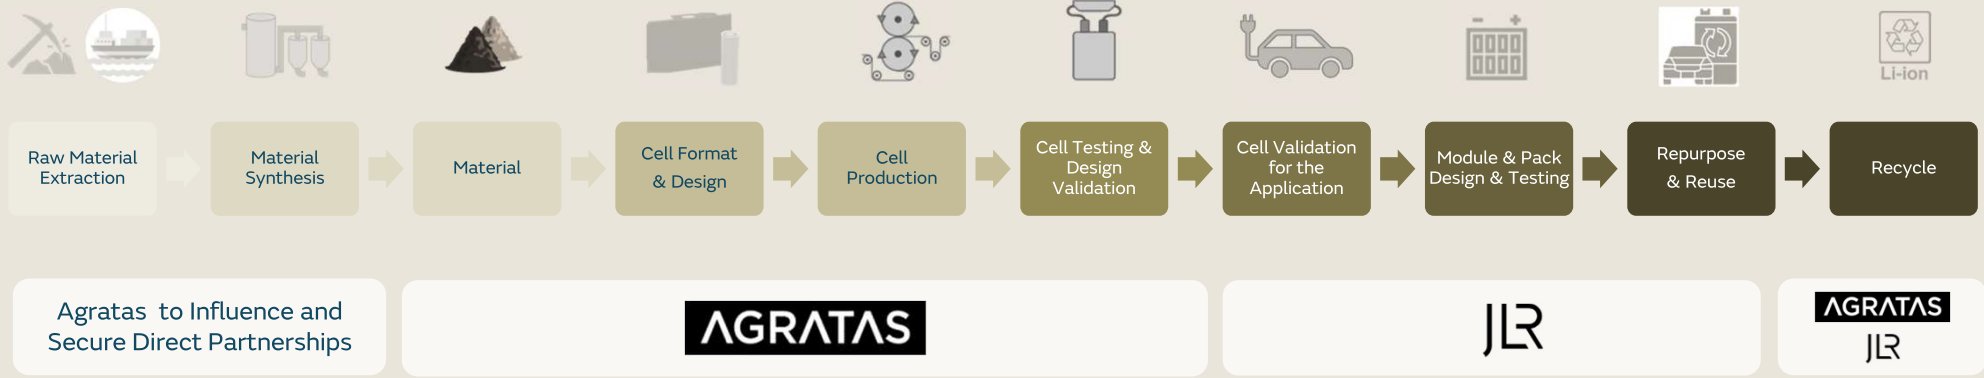 Li-ion
Raw Material
Extraction
Material
Synthesis
Material
Cell Format
& Design
Cell
Production
Cell Testing &
Design
Validation
Cell Validation
for the
Application
Module & Pack
Design & Testing
Repurpose
& Reuse
Recycle
Agratas to Influence and
Secure Direct Partnerships
AGRATAS
JLR
AGRATAS
JLR